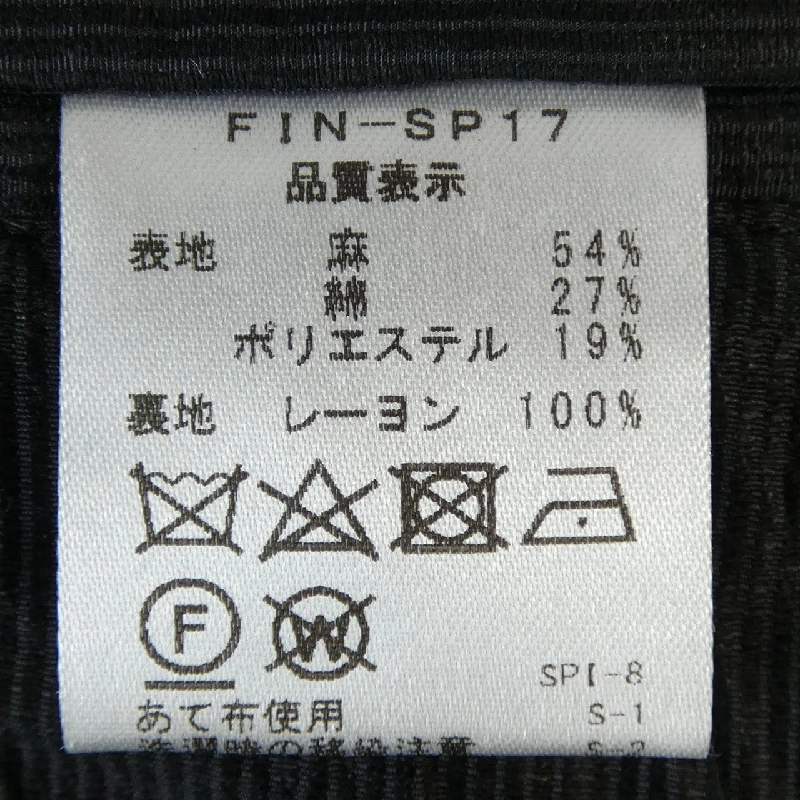 FIN-SP17
品質表示
表地 麻 54%
綿 27%
ポリエステル 19%
裏地 レーヨン 100%
F W
SPI-8
あて布使用 S-1
S-2